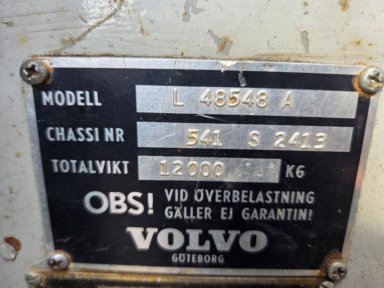 MODELL L 48548 A
CHASSI NR 541 S 2413
TOTALVIKT 12000 KG
OBS! VID ÖVERBELASTNING
GÄLLER EJ GARANTIN!
VOLVO
GÖTEBORG